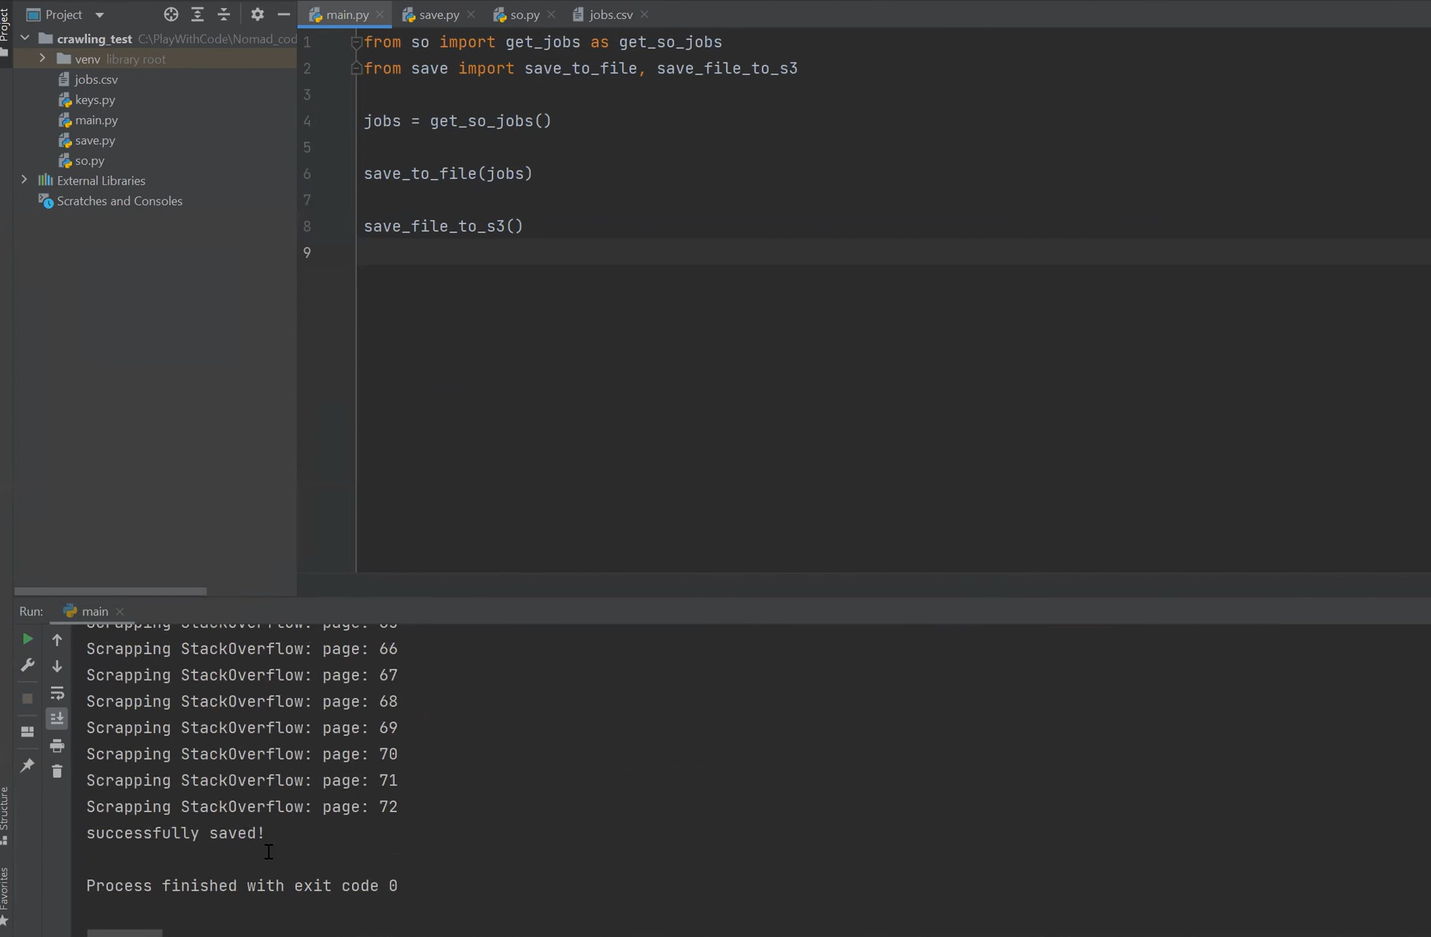 Project
main.py
save.py
so.py
jobs.csv
Project
crawling_test C:\PlayWithCode\Nomad_cod
venv library root
jobs.csv
keys.py
main.py
save.py
so.py
External Libraries
Scratches and Consoles
1 from so import get_jobs as get_so_jobs
2 from save import save_to_file, save_file_to_s3
3
4 jobs = get_so_jobs()
5
6 save_to_file(jobs)
7
8 save_file_to_s3()
9
Run: main
Scrapping StackOverflow: page: 65
Scrapping StackOverflow: page: 66
Scrapping StackOverflow: page: 67
Scrapping StackOverflow: page: 68
Scrapping StackOverflow: page: 69
Scrapping StackOverflow: page: 70
Scrapping StackOverflow: page: 71
Scrapping StackOverflow: page: 72
successfully saved!
Process finished with exit code 0
Structure
Favorites